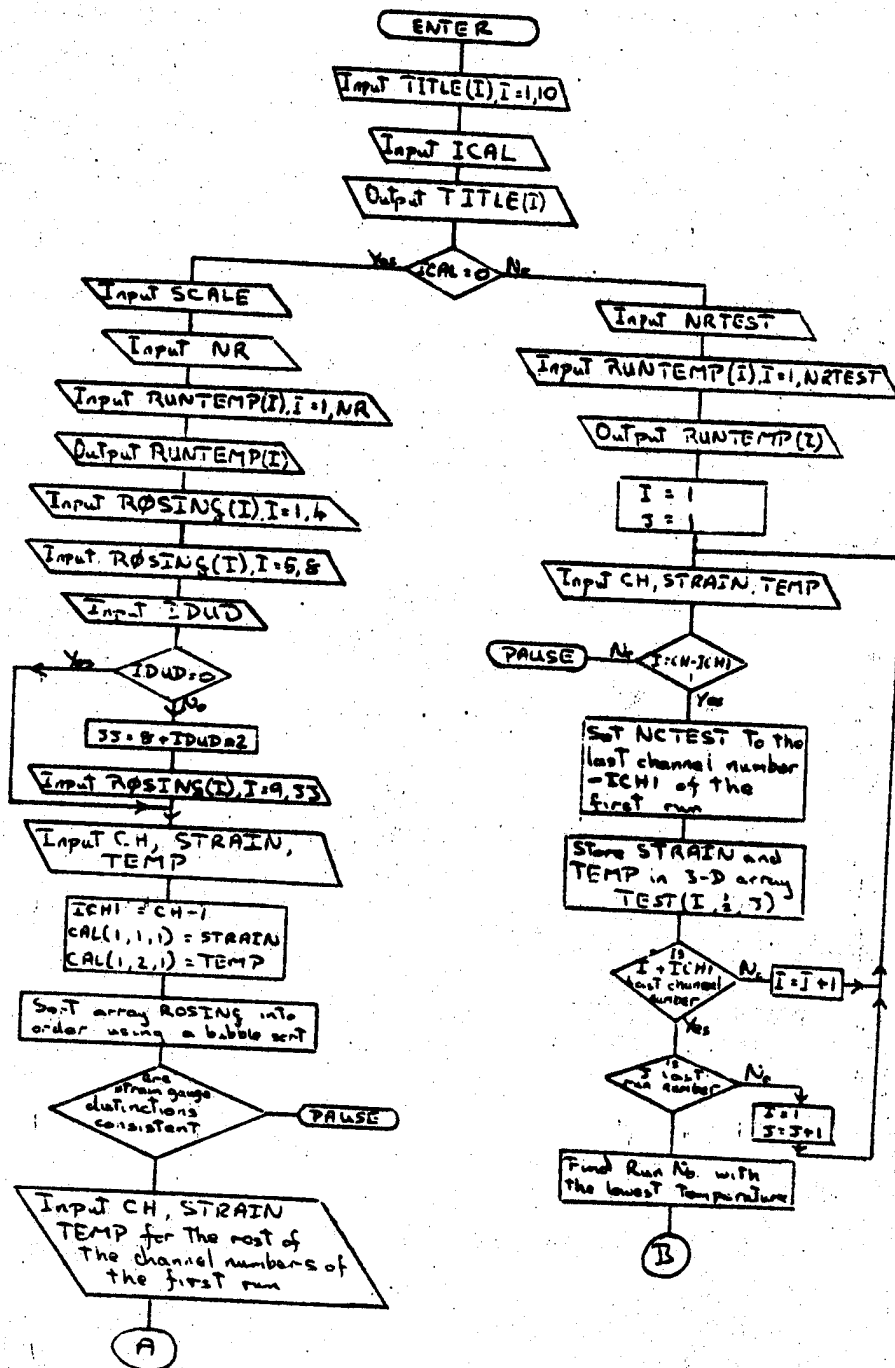 ENTER
Input TITLE(I), I=1,10
Input ICAL
Output TITLE(I)
Yes
ICAL = 0
No
Input SCALE
Input NR
Input RUNTEMP(I), I=1, NR
Output RUNTEMP(I)
Input RØSING(I), I=1,4
Input RØSING(I), I=5,8
Input IDUD
Yes
IDUD=0
No
JJ = 8 + IDUD*2
Input RØSING(I), I=9, JJ
Input CH, STRAIN,
TEMP
ICH1 = CH-1
CAL(1,1,1) = STRAIN
CAL(1,2,1) = TEMP
Sort array ROSING into
order using a bubble sort
are
strain gauge
distinctions
consistent
PAUSE
Input CH, STRAIN
TEMP for the rest of
the channel numbers of
the first run
A
Input NRTEST
Input RUNTEMP(I), I=1, NRTEST
Output RUNTEMP(I)
I = 1
J = 1
Input CH, STRAIN, TEMP
PAUSE
No
I=CH-ICH1
Yes
Set NCTEST to the
last channel number
-ICH1 of the
first run
Store STRAIN and
TEMP in 3-D array
TEST(I, 1/2, J)
Is
I + ICH1
last channel
number
No
I = I + 1
Yes
is
J last
run number
No
I=1
J=J+1
Find Run No. with
the lowest temperature
B